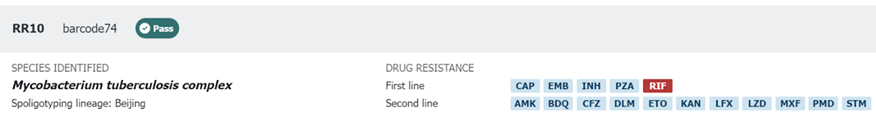 RR10 barcode74 Pass
SPECIES IDENTIFIED DRUG RESISTANCE
Mycobacterium tuberculosis complex First line CAP EMB INH PZA RIF
Spoligotyping lineage: Beijing Second line AMK BDQ CFZ DLM ETO KAN LFX LZD MXF PMD STM